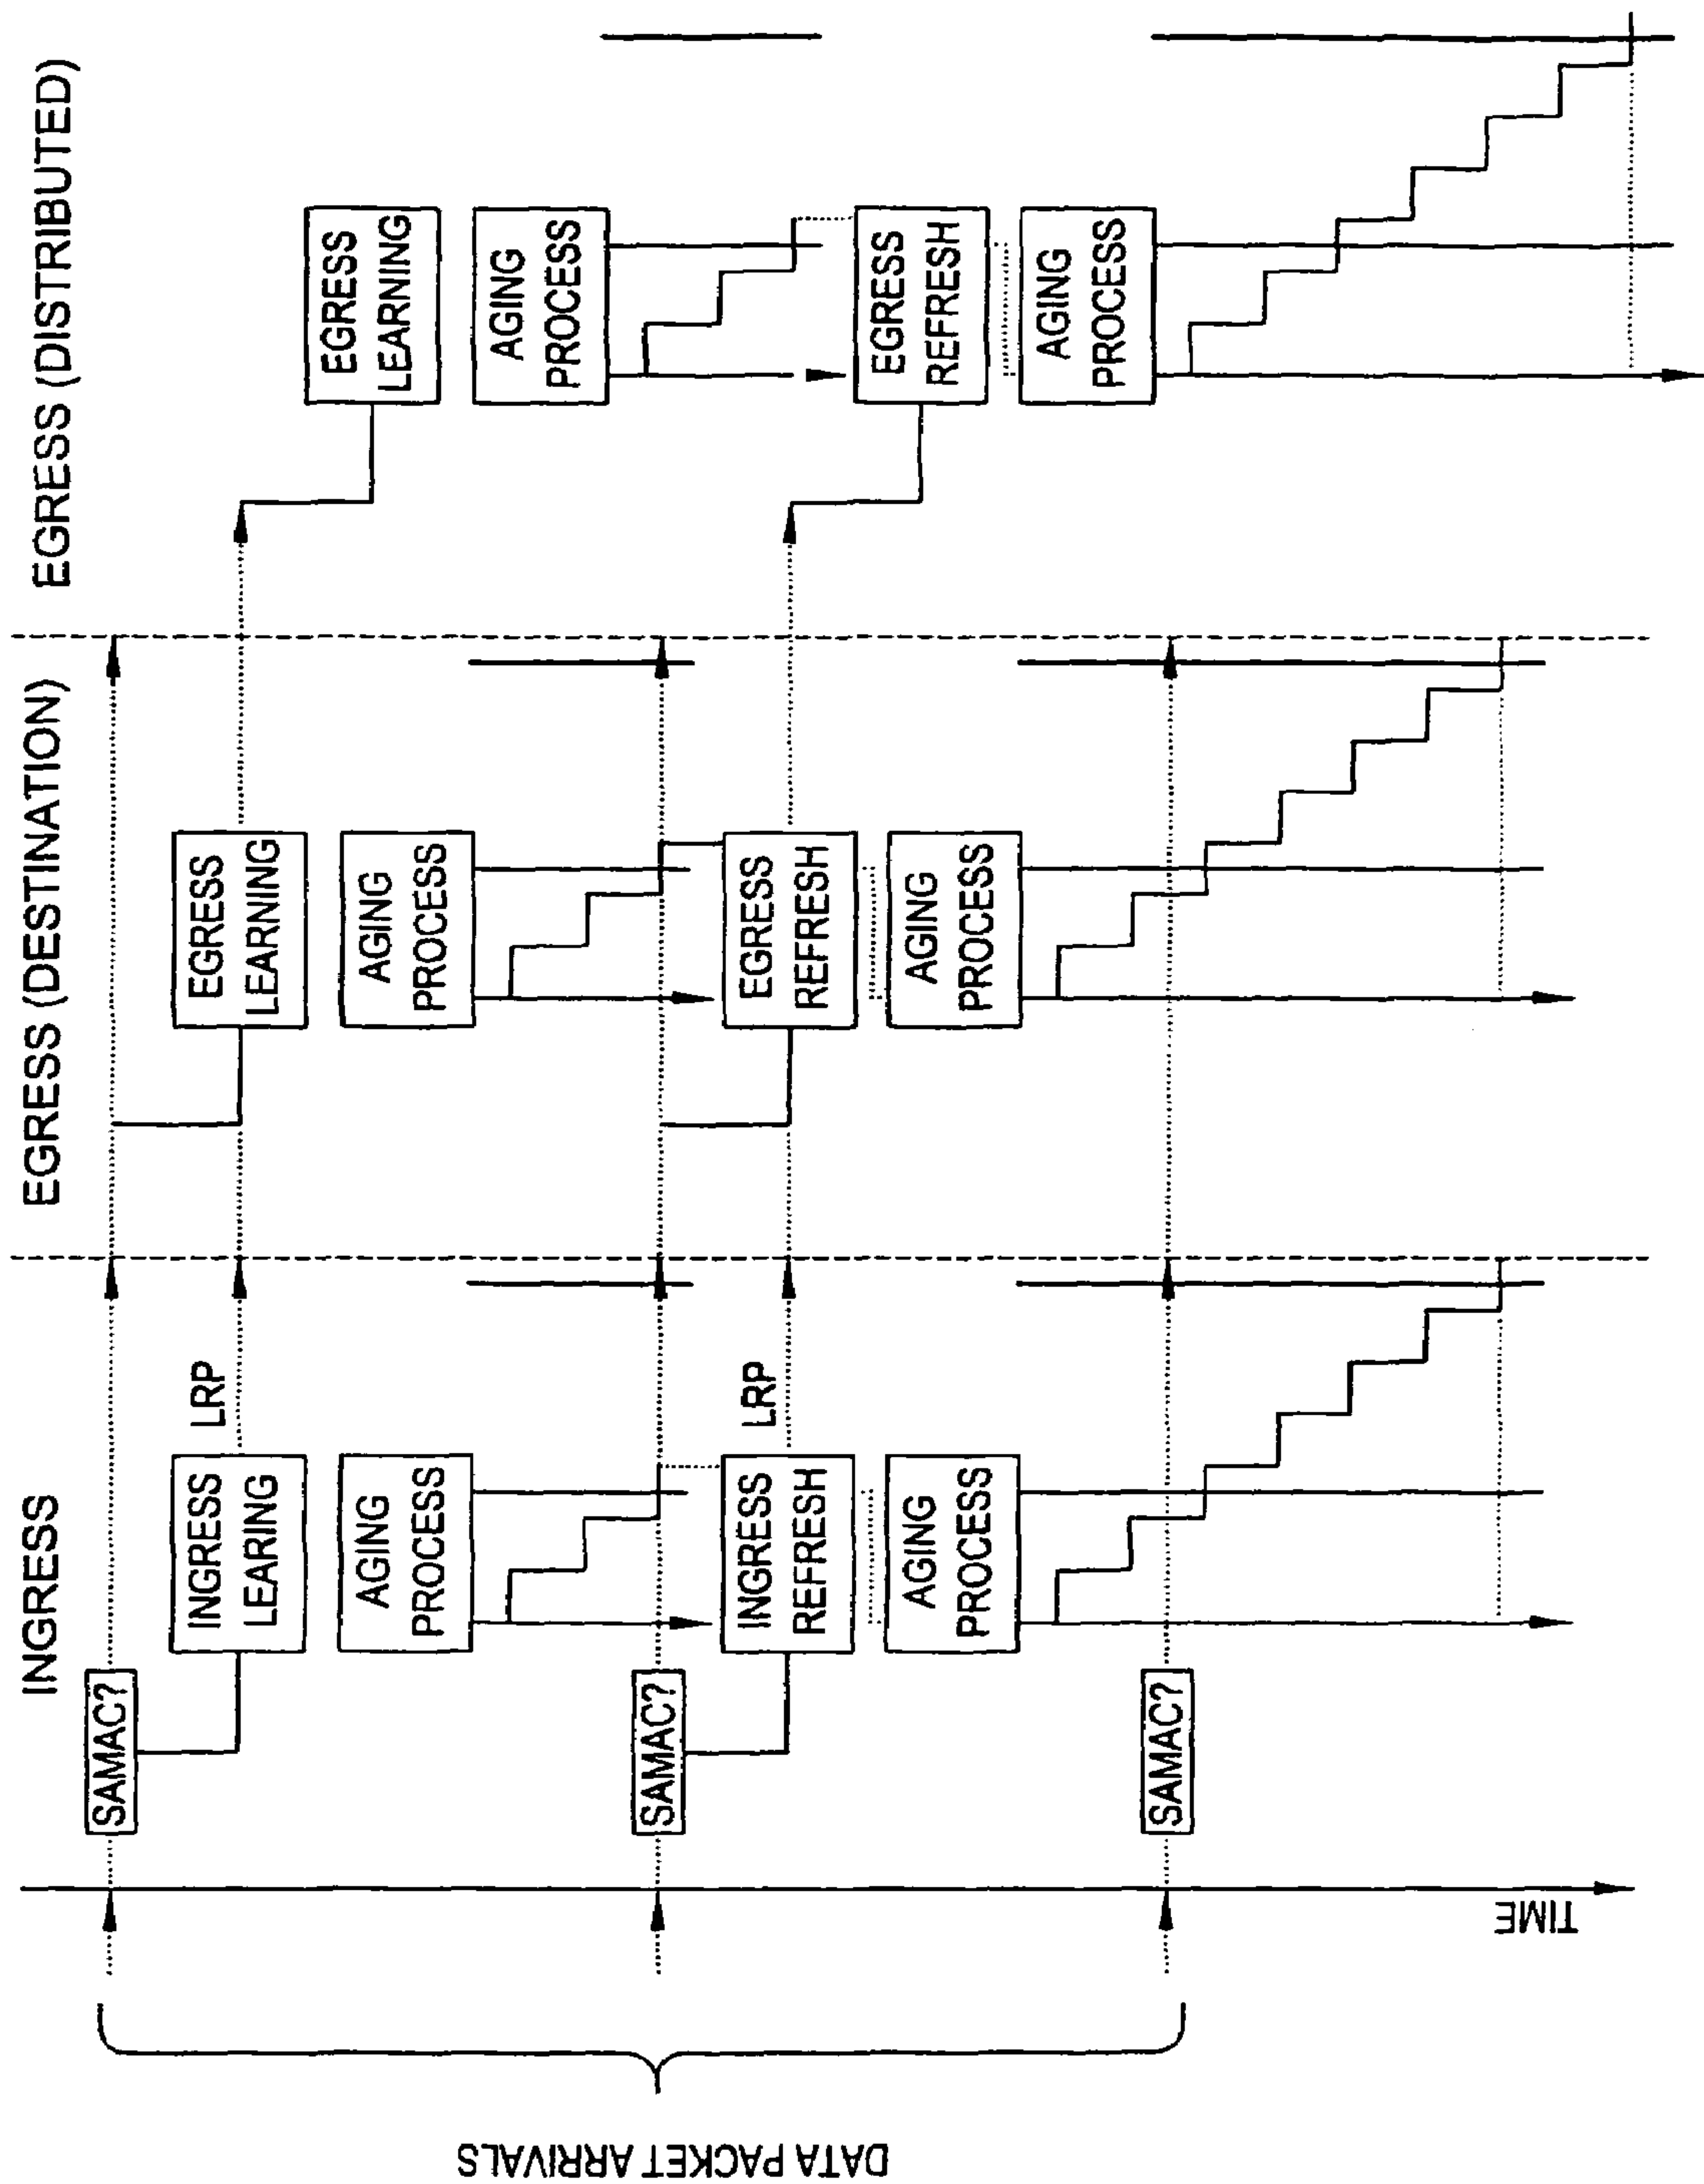 INGRESS
EGRESS (DESTINATION)
EGRESS (DISTRIBUTED)
DATA PACKET ARRIVALS
TIME
SAMAC?
INGRESS
LEARING
LRP
AGING
PROCESS
SAMAC?
INGRESS
REFRESH
LRP
AGING
PROCESS
SAMAC?
EGRESS
LEARNING
AGING
PROCESS
EGRESS
REFRESH
AGING
PROCESS
EGRESS
LEARNING
AGING
PROCESS
EGRESS
REFRESH
AGING
PROCESS